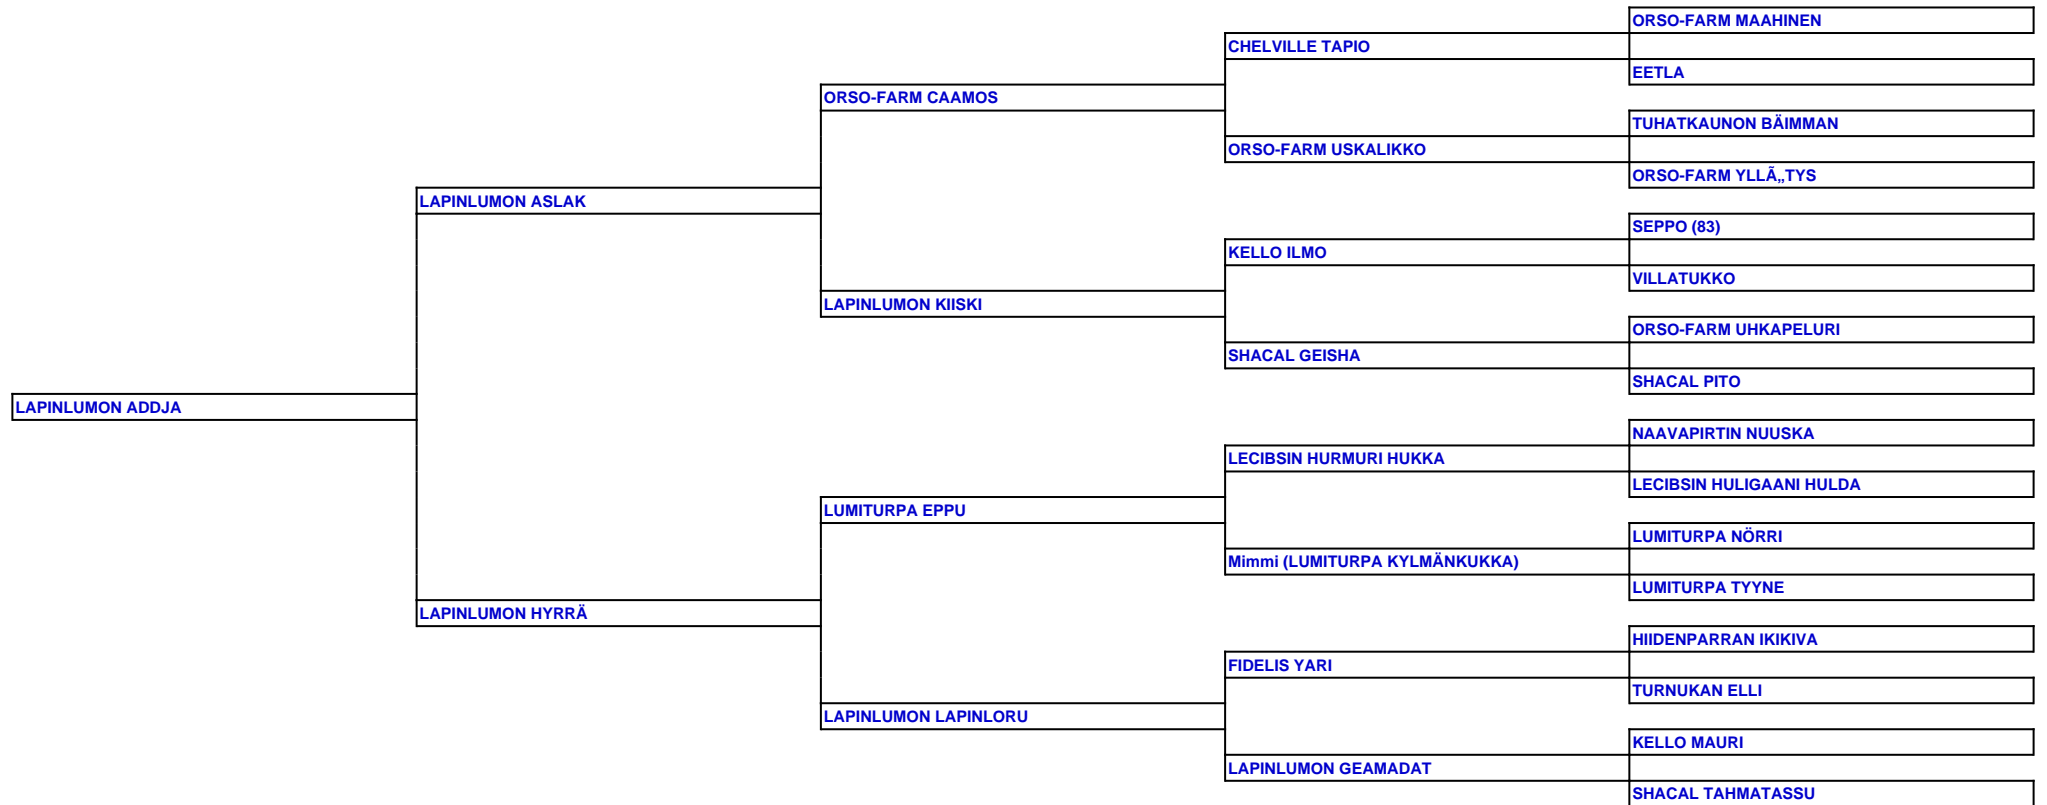 ORSO-FARM MAAHINEN
CHELVILLE TAPIO
EETLA
ORSO-FARM CAAMOS
TUHATKAUNON BÄIMMAN
ORSO-FARM USKALIKKO
ORSO-FARM YLLÃ„TYS
LAPINLUMON ASLAK
SEPPO (83)
KELLO ILMO
VILLATUKKO
LAPINLUMON KIISKI
ORSO-FARM UHKAPELURI
SHACAL GEISHA
SHACAL PITO
LAPINLUMON ADDJA
NAAVAPIRTIN NUUSKA
LECIBSIN HURMURI HUKKA
LECIBSIN HULIGAANI HULDA
LUMITURPA EPPU
LUMITURPA NÖRRI
Mimmi (LUMITURPA KYLMÄNKUKKA)
LUMITURPA TYYNE
LAPINLUMON HYRRÄ
HIIDENPARRAN IKIKIVA
FIDELIS YARI
TURNUKAN ELLI
LAPINLUMON LAPINLORU
KELLO MAURI
LAPINLUMON GEAMADAT
SHACAL TAHMATASSU